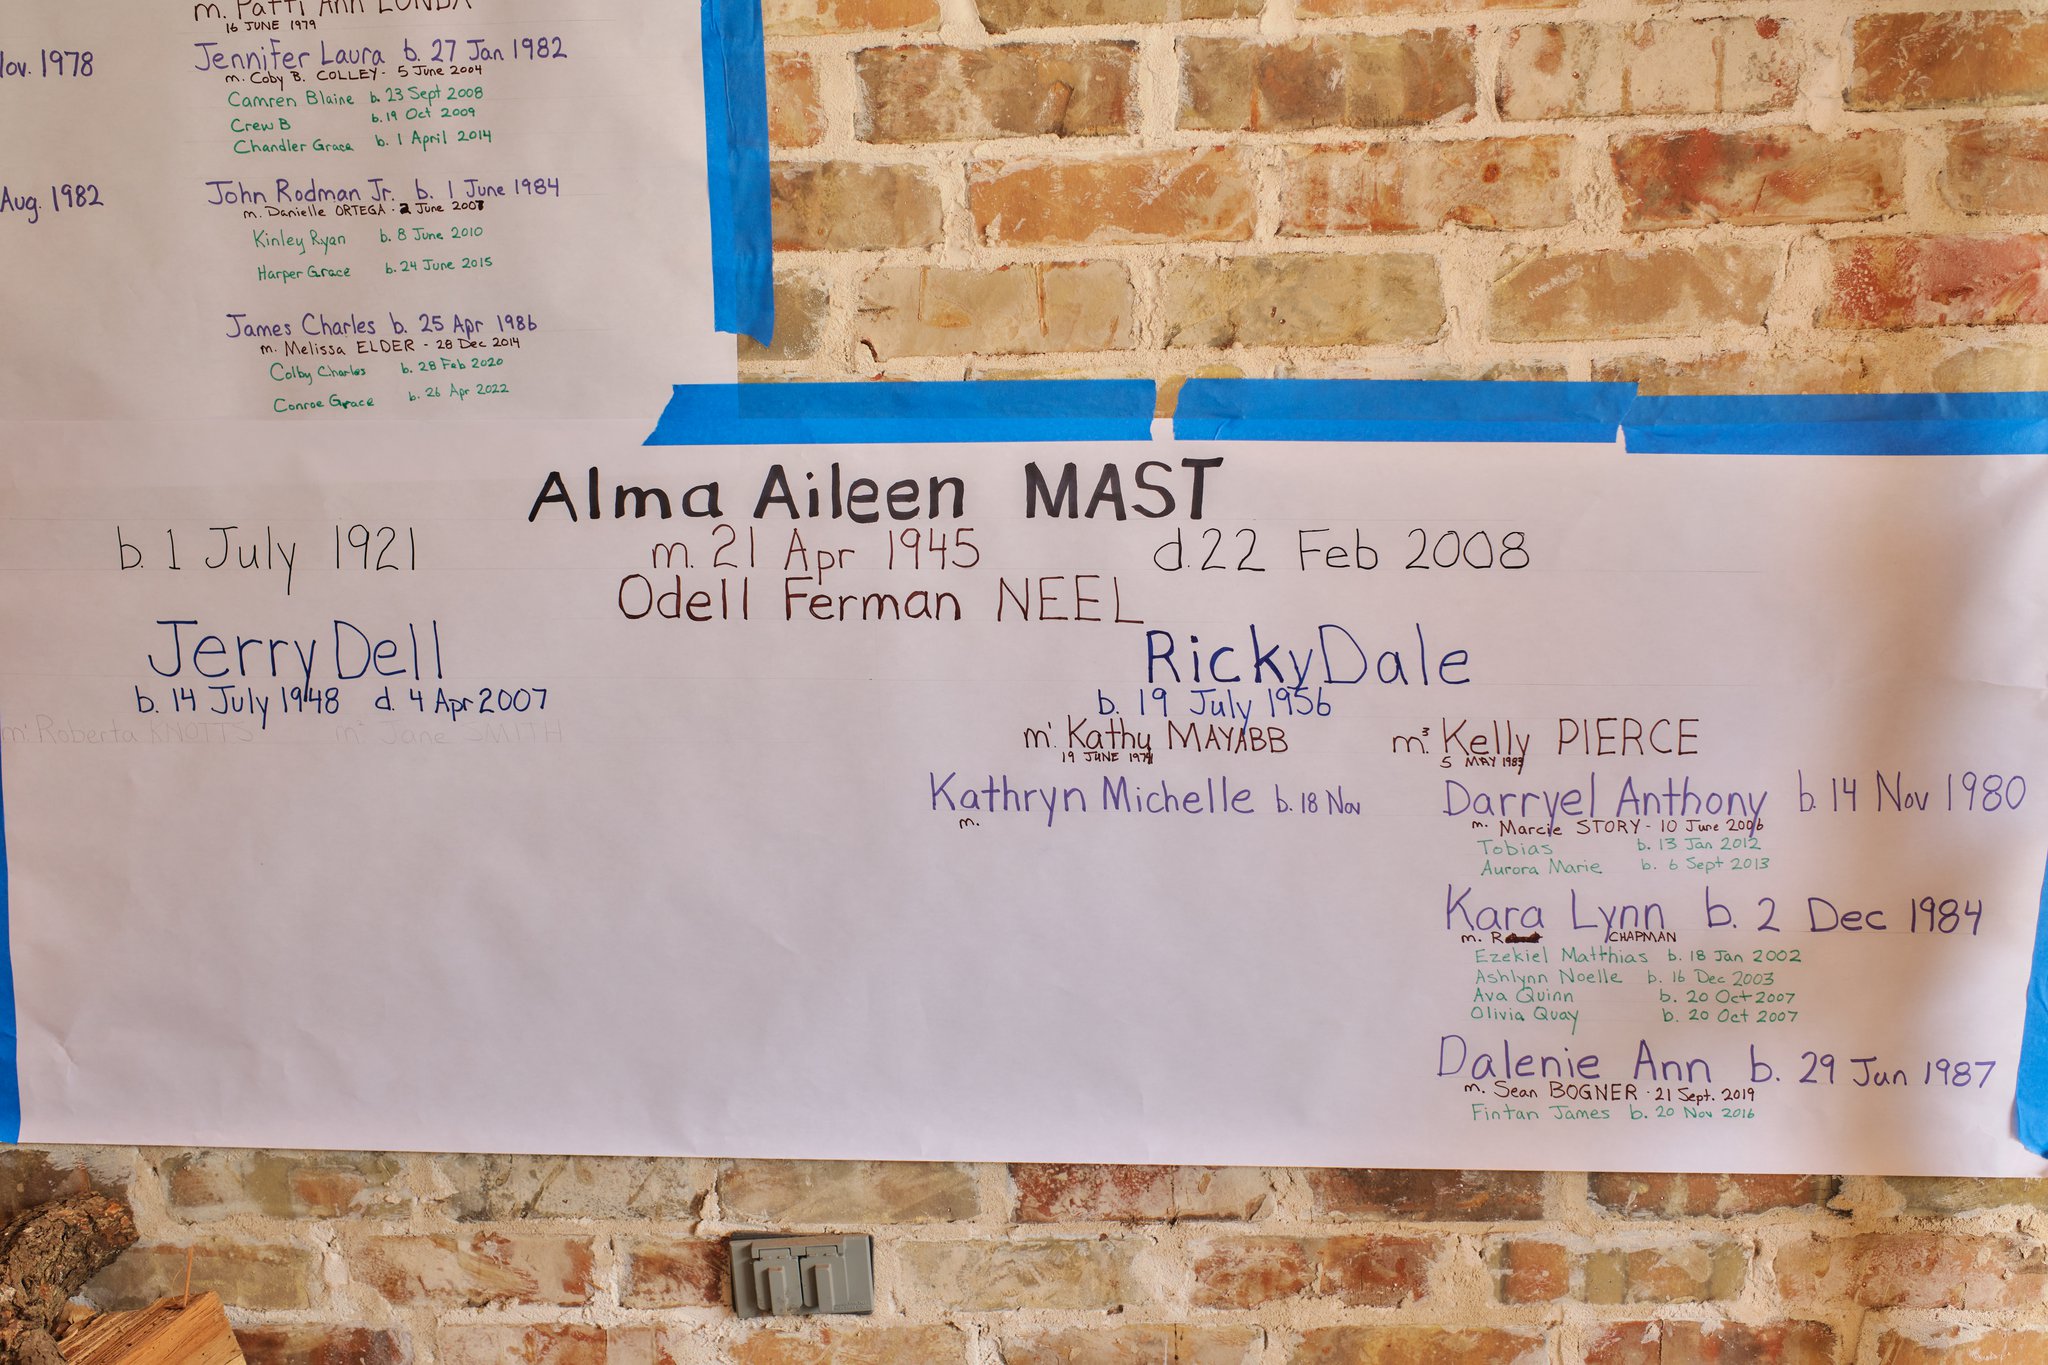 m. Patti Ann LONDA
16 JUNE 1979
Nov. 1978
Jennifer Laura b. 27 Jan 1982
m. Coby B. COLLEY - 5 June 2004
Camren Blaine b. 23 Sept 2008
Crew B b. 19 Oct 2009
Chandler Grace b. 1 April 2014
Aug. 1982
John Rodman Jr. b. 1 June 1984
m. Danielle ORTEGA - 2 June 2007
Kinley Ryan b. 8 June 2010
Harper Grace b. 24 June 2015
James Charles b. 25 Apr 1986
m. Melissa ELDER - 28 Dec 2014
Colby Charles b. 28 Feb 2020
Conroe Grace b. 26 Apr 2022
Alma Aileen MAST
b. 1 July 1921 m. 21 Apr 1945 d. 22 Feb 2008
Odell Ferman NEEL
Jerry Dell
b. 14 July 1948 d. 4 Apr 2007
m. Roberta KNOTTS m. Jane SMITH
Ricky Dale
b. 19 July 1956
m.¹ Kathy MAYABB
19 JUNE 1974
m.³ Kelly PIERCE
5 MAY 1983
Kathryn Michelle b. 18 Nov
m.
Darryel Anthony b. 14 Nov 1980
m. Marcie STORY - 10 June 2006
Tobias b. 13 Jan 2012
Aurora Marie b. 6 Sept 2013
Kara Lynn b. 2 Dec 1984
m. CHAPMAN
Ezekiel Matthias b. 18 Jan 2002
Ashlynn Noelle b. 16 Dec 2003
Ava Quinn b. 20 Oct 2007
Olivia Quay b. 20 Oct 2007
Dalenie Ann b. 29 Jan 1987
m. Sean BOGNER - 21 Sept. 2019
Fintan James b. 20 Nov 2016